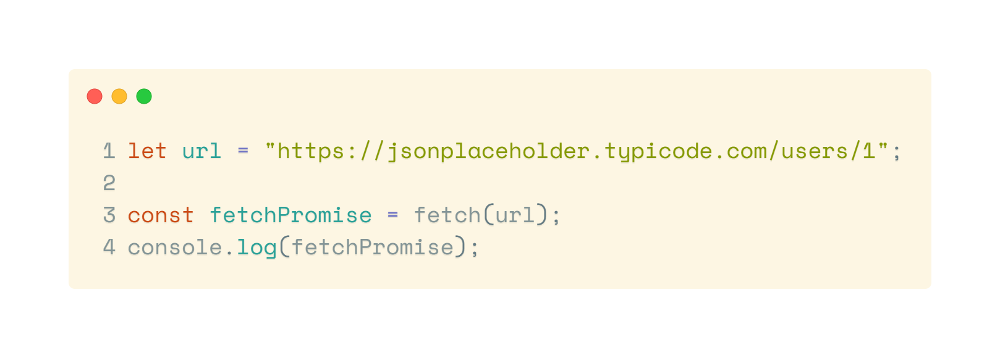 1 let url = "https://jsonplaceholder.typicode.com/users/1";
2
3 const fetchPromise = fetch(url);
4 console.log(fetchPromise);